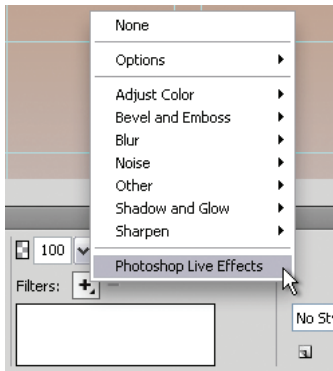 None
Options
Adjust Color
Bevel and Emboss
Blur
Noise
Other
Shadow and Glow
Sharpen
Photoshop Live Effects
100
Filters:
No St